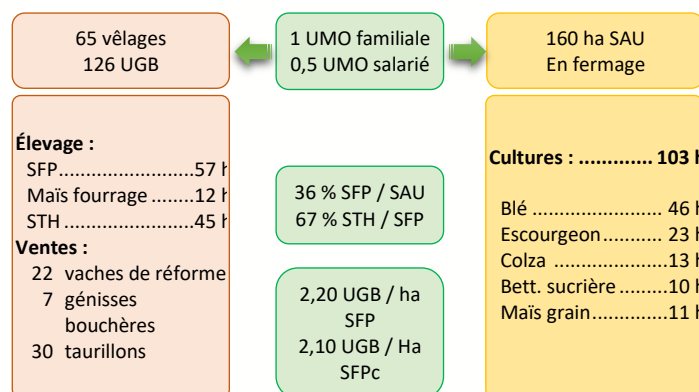 65 vêlages
126 UGB
1 UMO familiale
0,5 UMO salarié
160 ha SAU
En fermage
Élevage :
SFP.......................57 h
Maïs fourrage ........12 h
STH .......................45 h
Ventes :
22 vaches de réforme
7 génisses
bouchères
30 taurillons
36 % SFP / SAU
67 % STH / SFP
2,20 UGB / ha
SFP
2,10 UGB / Ha
SFPc
Cultures : ............. 103 h
Blé ........................ 46 h
Escourgeon............ 23 h
Colza ..................... 13 h
Bett. sucrière ........ 10 h
Maïs grain..............11 h